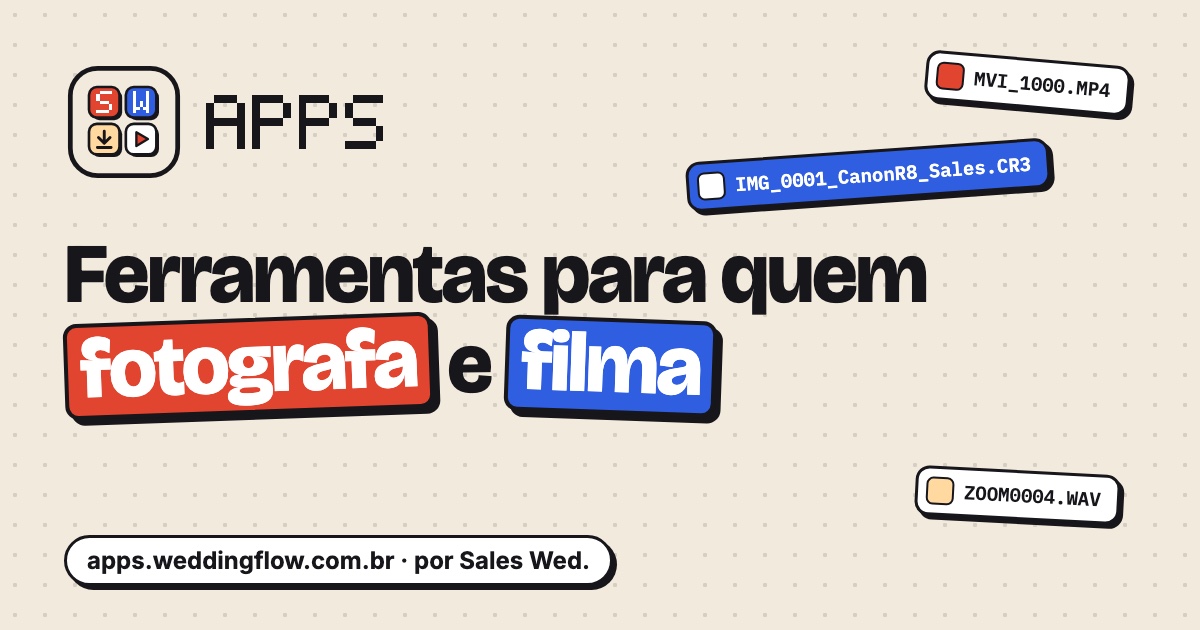 S W
APPS
MVI_1000.MP4
IMG_0001_CanonR8_Sales.CR3
Ferramentas para quem
fotografa e filma
ZOOM0004.WAV
apps.weddingflow.com.br · por Sales Wed.